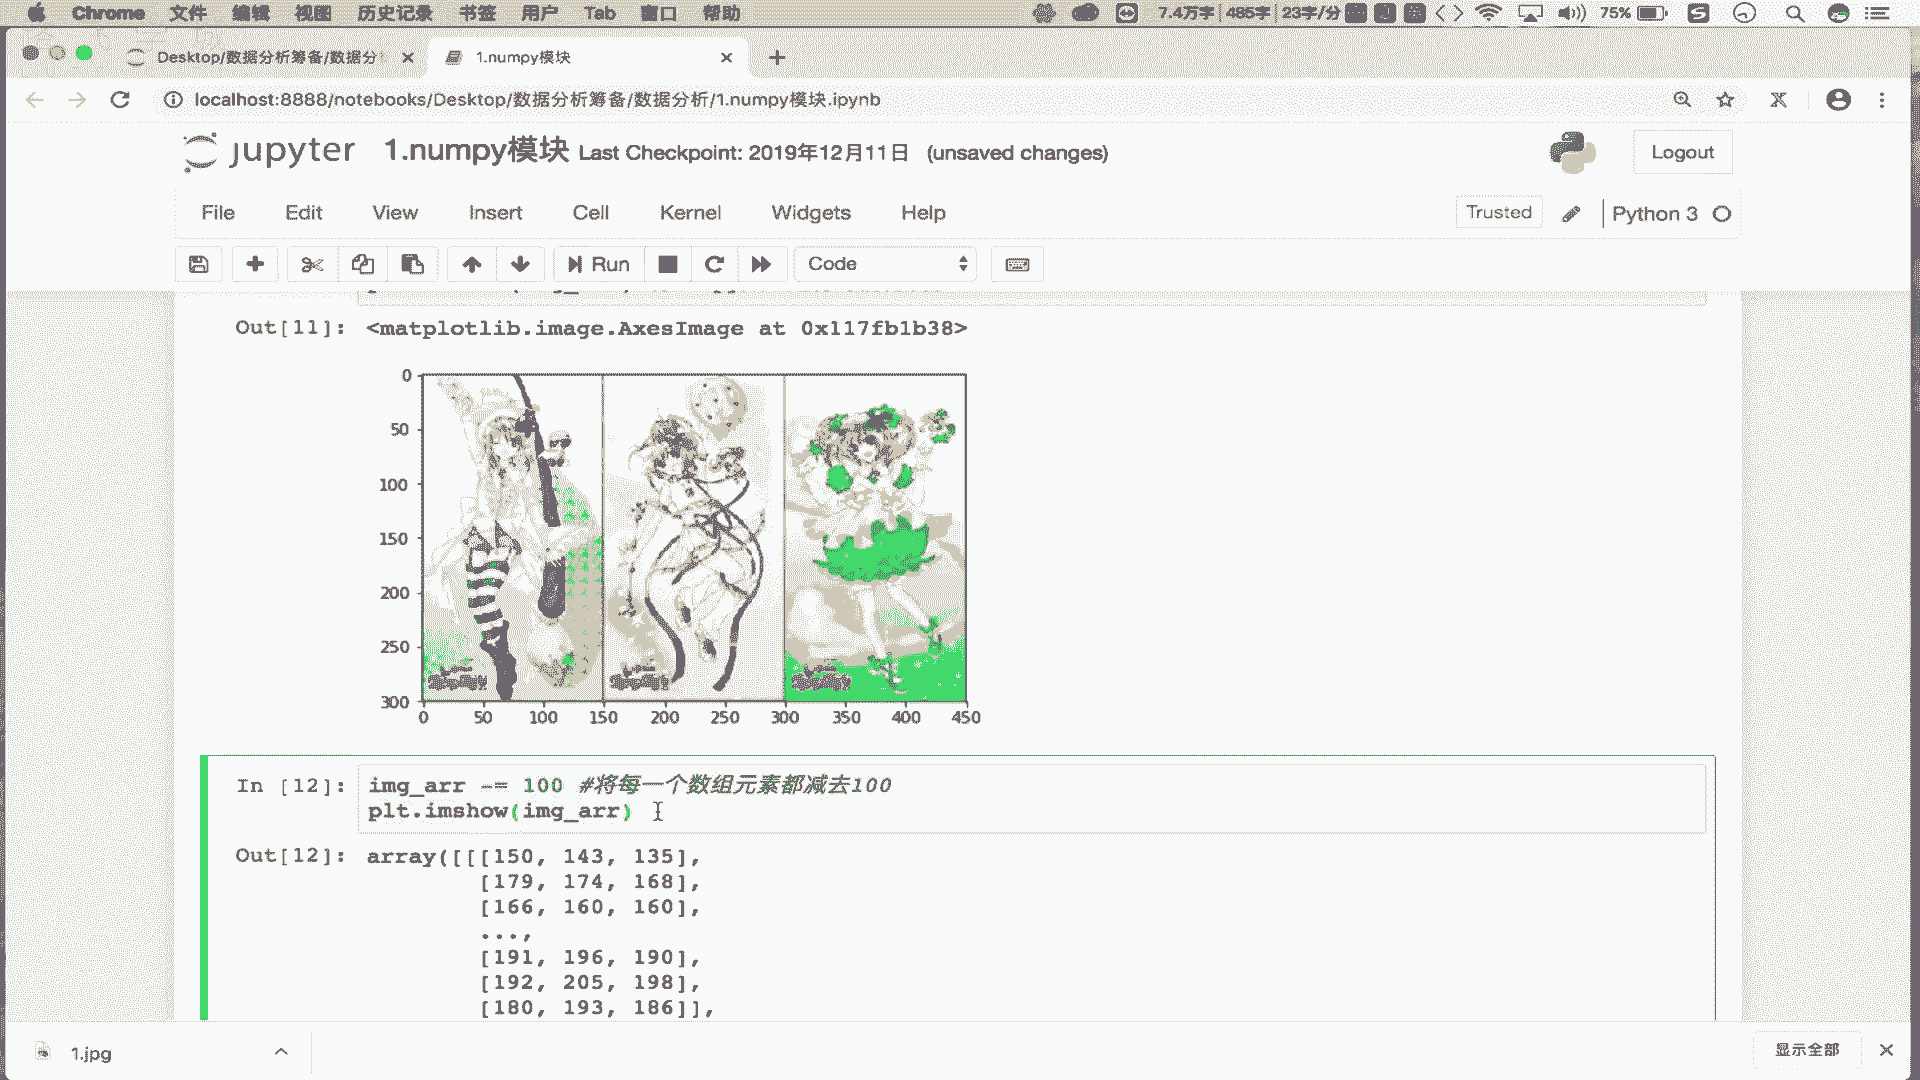 Chrome 文件 编辑 视图 历史记录 书签 用户 Tab 窗口 帮助 7.4万字 485字 23字/分 75%
Desktop/数据分析筹备/数据分 1.numpy模块
localhost:8888/notebooks/Desktop/数据分析筹备/数据分析/1.numpy模块.ipynb
jupyter 1.numpy模块 Last Checkpoint: 2019年12月11日 (unsaved changes) Logout
File Edit View Insert Cell Kernel Widgets Help Trusted Python 3
Run Code
Out[11]: <matplotlib.image.AxesImage at 0x117fb1b38>
0
50
100
150
200
250
300
0 50 100 150 200 250 300 350 400 450
In [12]: img_arr -= 100 #将每一个数组元素都减去100
plt.imshow(img_arr)
Out[12]: array([[[150, 143, 135],
[179, 174, 168],
[166, 160, 160],
...,
[191, 196, 190],
[192, 205, 198],
[180, 193, 186]],
1.jpg 显示全部